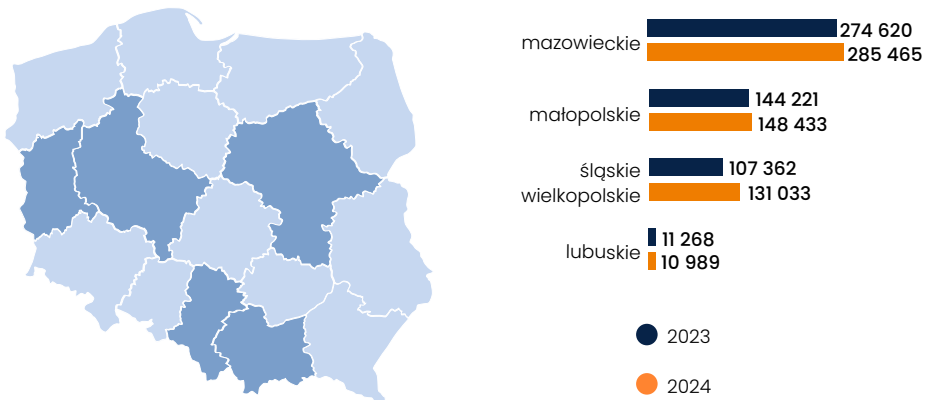 mazowieckie
274 620
285 465
małopolskie
144 221
148 433
śląskie
wielkopolskie
107 362
131 033
lubuskie
11 268
10 989
2023
2024